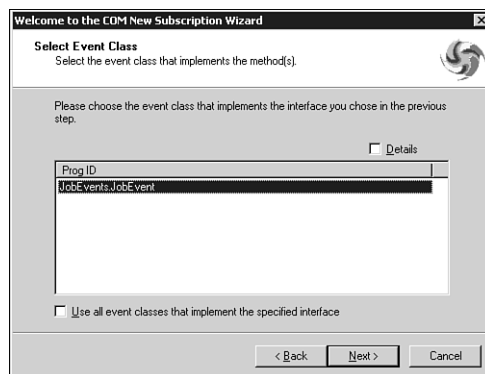 Welcome to the COM New Subscription Wizard
Select Event Class
Select the event class that implements the method(s).
Please choose the event class that implements the interface you chose in the previous
step.
Details
Prog ID
JobEvents.JobEvent
Use all event classes that implement the specified interface
< Back
Next >
Cancel